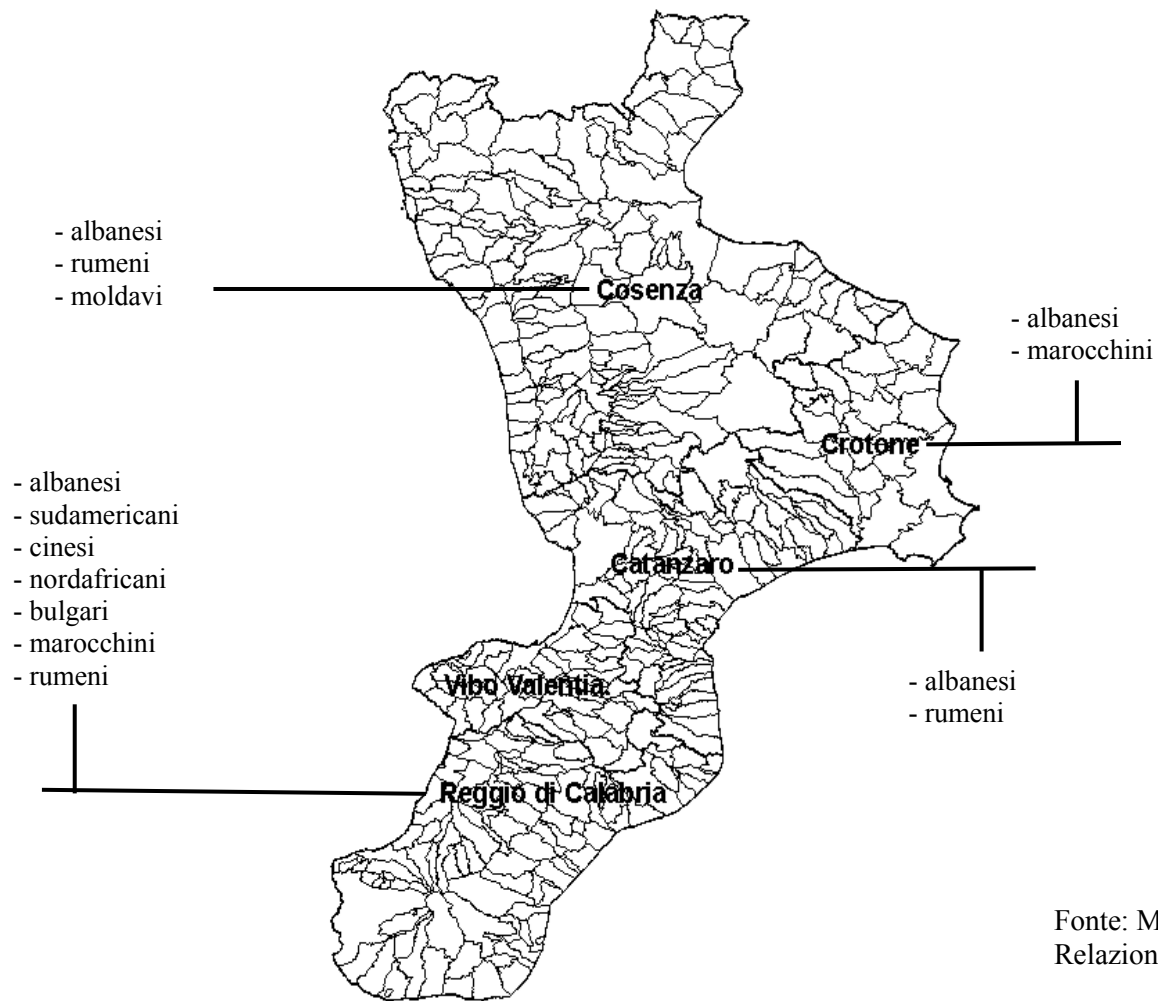 - albanesi
- rumeni
- moldavi
Cosenza
- albanesi
- marocchini
Crotone
- albanesi
- sudamericani
- cinesi
- nordafricani
- bulgari
- marocchini
- rumeni
Catanzaro
Vibo Valentia.
- albanesi
- rumeni
Reggio di Calabria
Fonte: M
Relazion